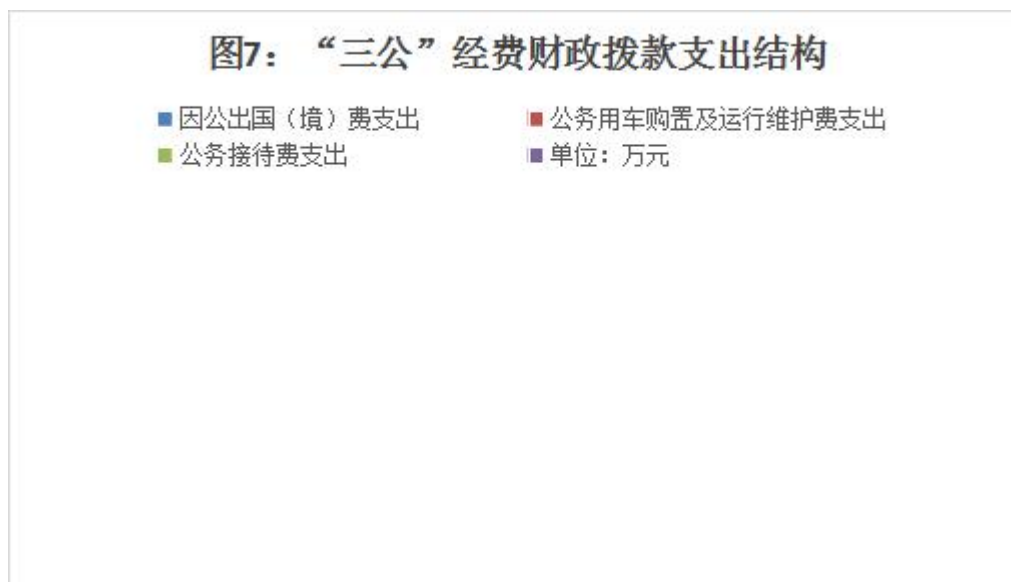 图7：“三公”经费财政拨款支出结构
因公出国（境）费支出 公务用车购置及运行维护费支出
公务接待费支出 单位：万元